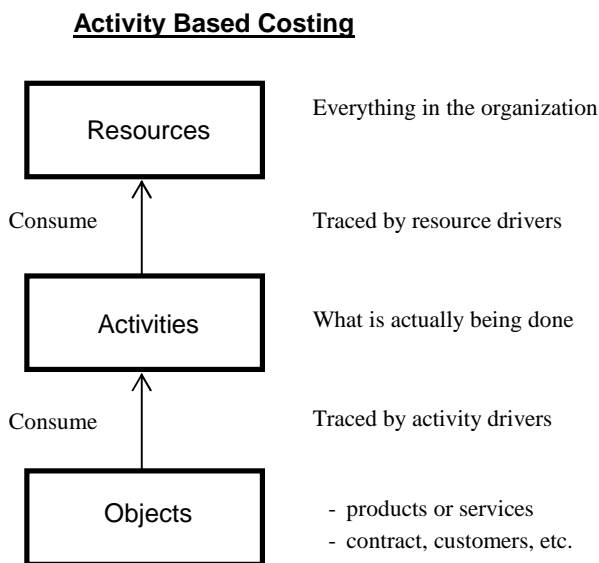 Activity Based Costing
Resources
Everything in the organization
Consume
Traced by resource drivers
Activities
What is actually being done
Consume
Traced by activity drivers
Objects
- products or services
- contract, customers, etc.